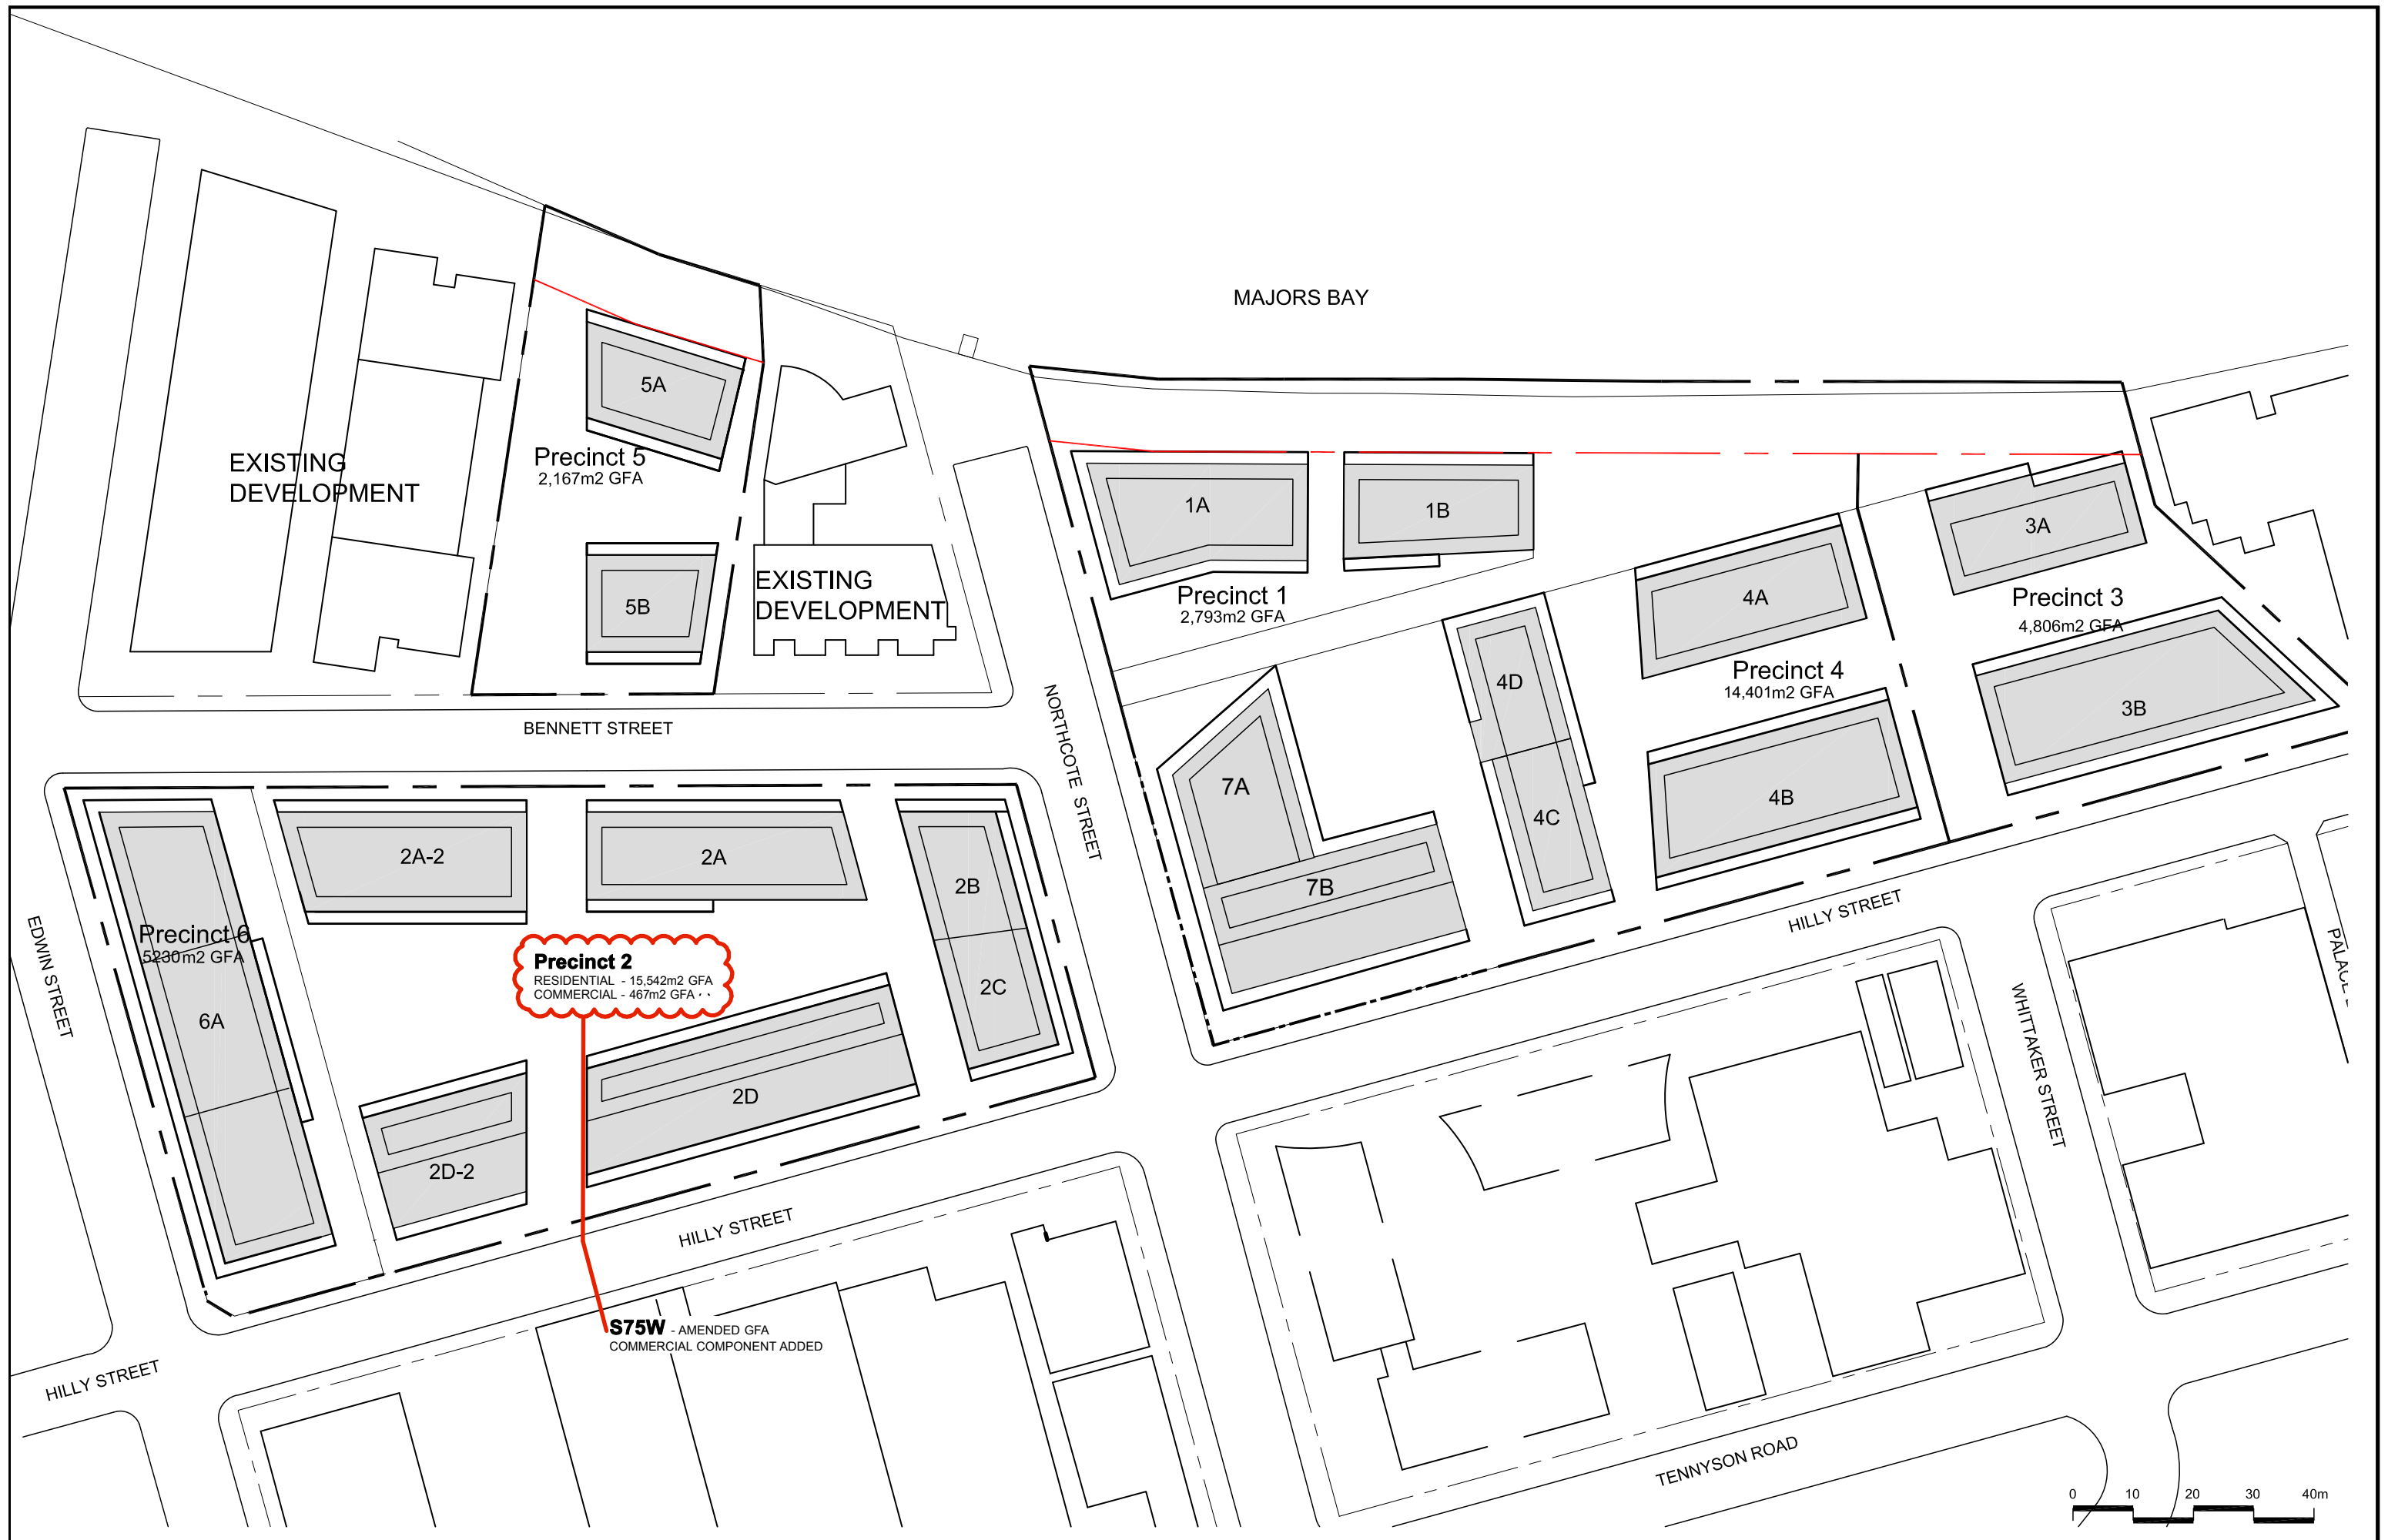 MAJORS BAY
5A
Precinct 5
2,167m2 GFA
EXISTING
DEVELOPMENT
5B
EXISTING
DEVELOPMENT
1A
1B
Precinct 1
2,793m2 GFA
3A
Precinct 3
4,806m2 GFA
3B
4A
Precinct 4
14,401m2 GFA
4B
4D
4C
7A
7B
BENNETT STREET
NORTHCOTE STREET
2A-2
2A
2B
2C
Precinct 6
5230m2 GFA
6A
EDWIN STREET
Precinct 2
RESIDENTIAL - 15,542m2 GFA
COMMERCIAL - 467m2 GFA
2D
2D-2
HILLY STREET
HILLY STREET
HILLY STREET
WHITTAKER STREET
S75W - AMENDED GFA
COMMERCIAL COMPONENT ADDED
TENNYSON ROAD
0 10 20 30 40m